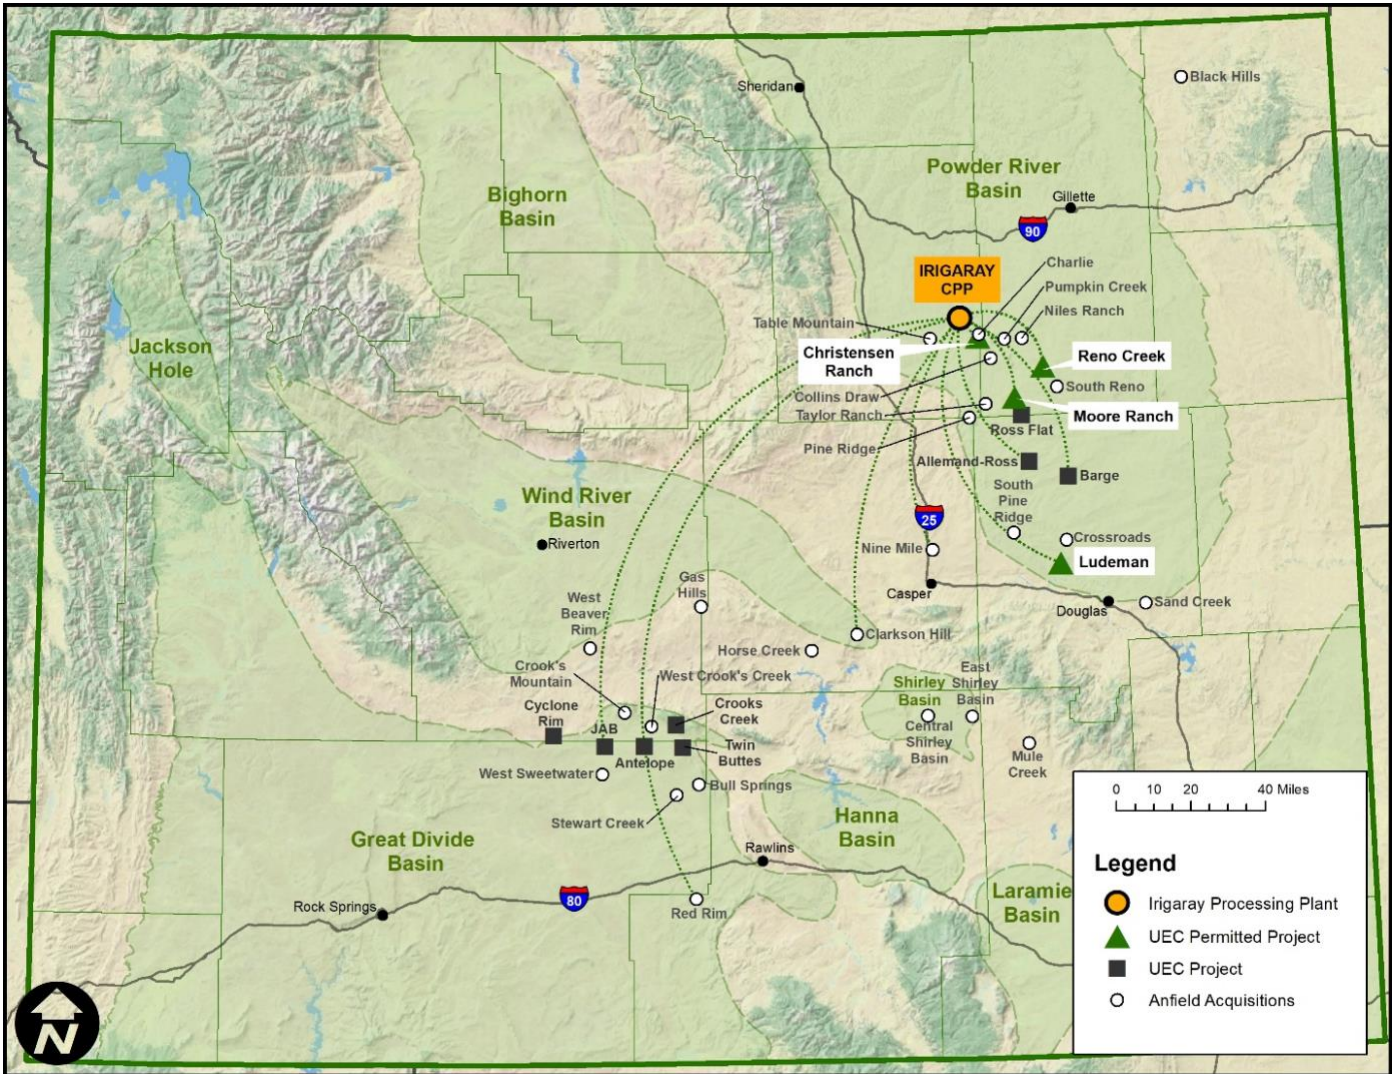 Sheridan
Black Hills
Powder River
Basin
Bighorn
Basin
Gillette
90
IRIGARAY
CPP
Charlie
Pumpkin Creek
Niles Ranch
Table Mountain
Christensen
Ranch
Reno Creek
Jackson
Hole
South Reno
Collins Draw
Taylor Ranch
Moore Ranch
Ross Flat
Pine Ridge
Allemand-Ross
Barge
South
Pine
Ridge
Wind River
Basin
25
Riverton
Nine Mile
Crossroads
Ludeman
Casper
Gas
Hills
West
Beaver
Rim
Douglas
Sand Creek
Clarkson Hill
Horse Creek
Crook's
Mountain
West Crook's Creek
Shirley
Basin
East
Shirley
Basin
Cyclone
Rim
JAB
Crooks
Creek
Central
Shirley
Basin
Antelope
Twin
Buttes
Mule
Creek
West Sweetwater
Bull Springs
Stewart Creek
Great Divide
Basin
Hanna
Basin
Rawlins
80
Rock Springs
Red Rim
Laramie
Basin
0 10 20 40 Miles
Legend
Irigaray Processing Plant
UEC Permitted Project
UEC Project
Anfield Acquisitions
N